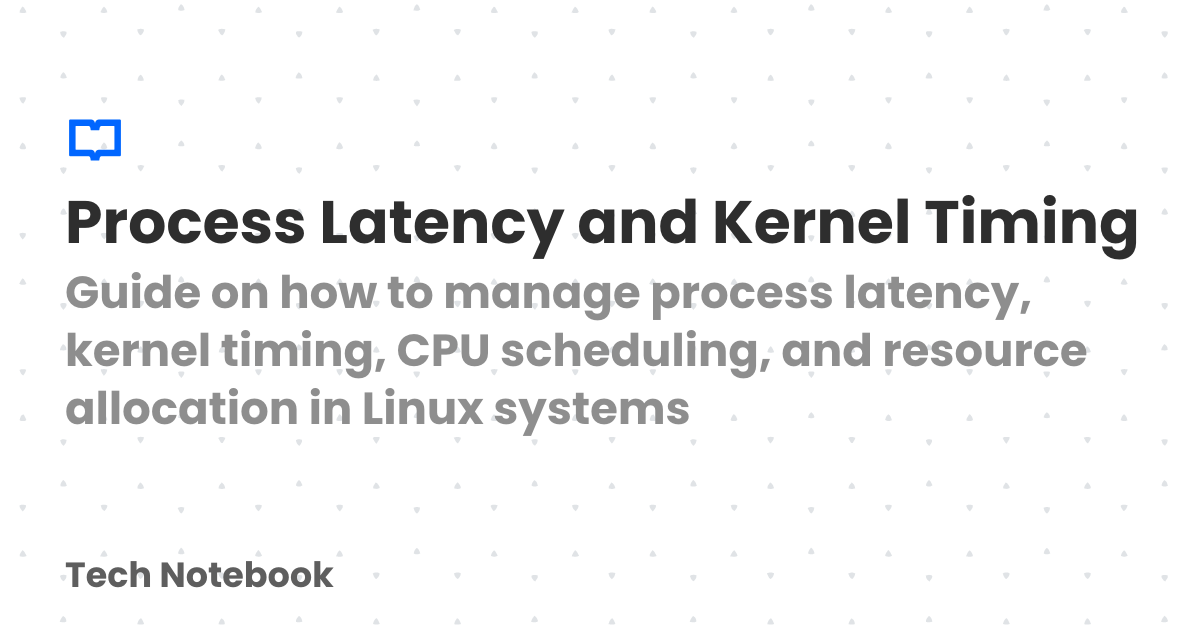 Process Latency and Kernel Timing
Guide on how to manage process latency,
kernel timing, CPU scheduling, and resource
allocation in Linux systems
Tech Notebook